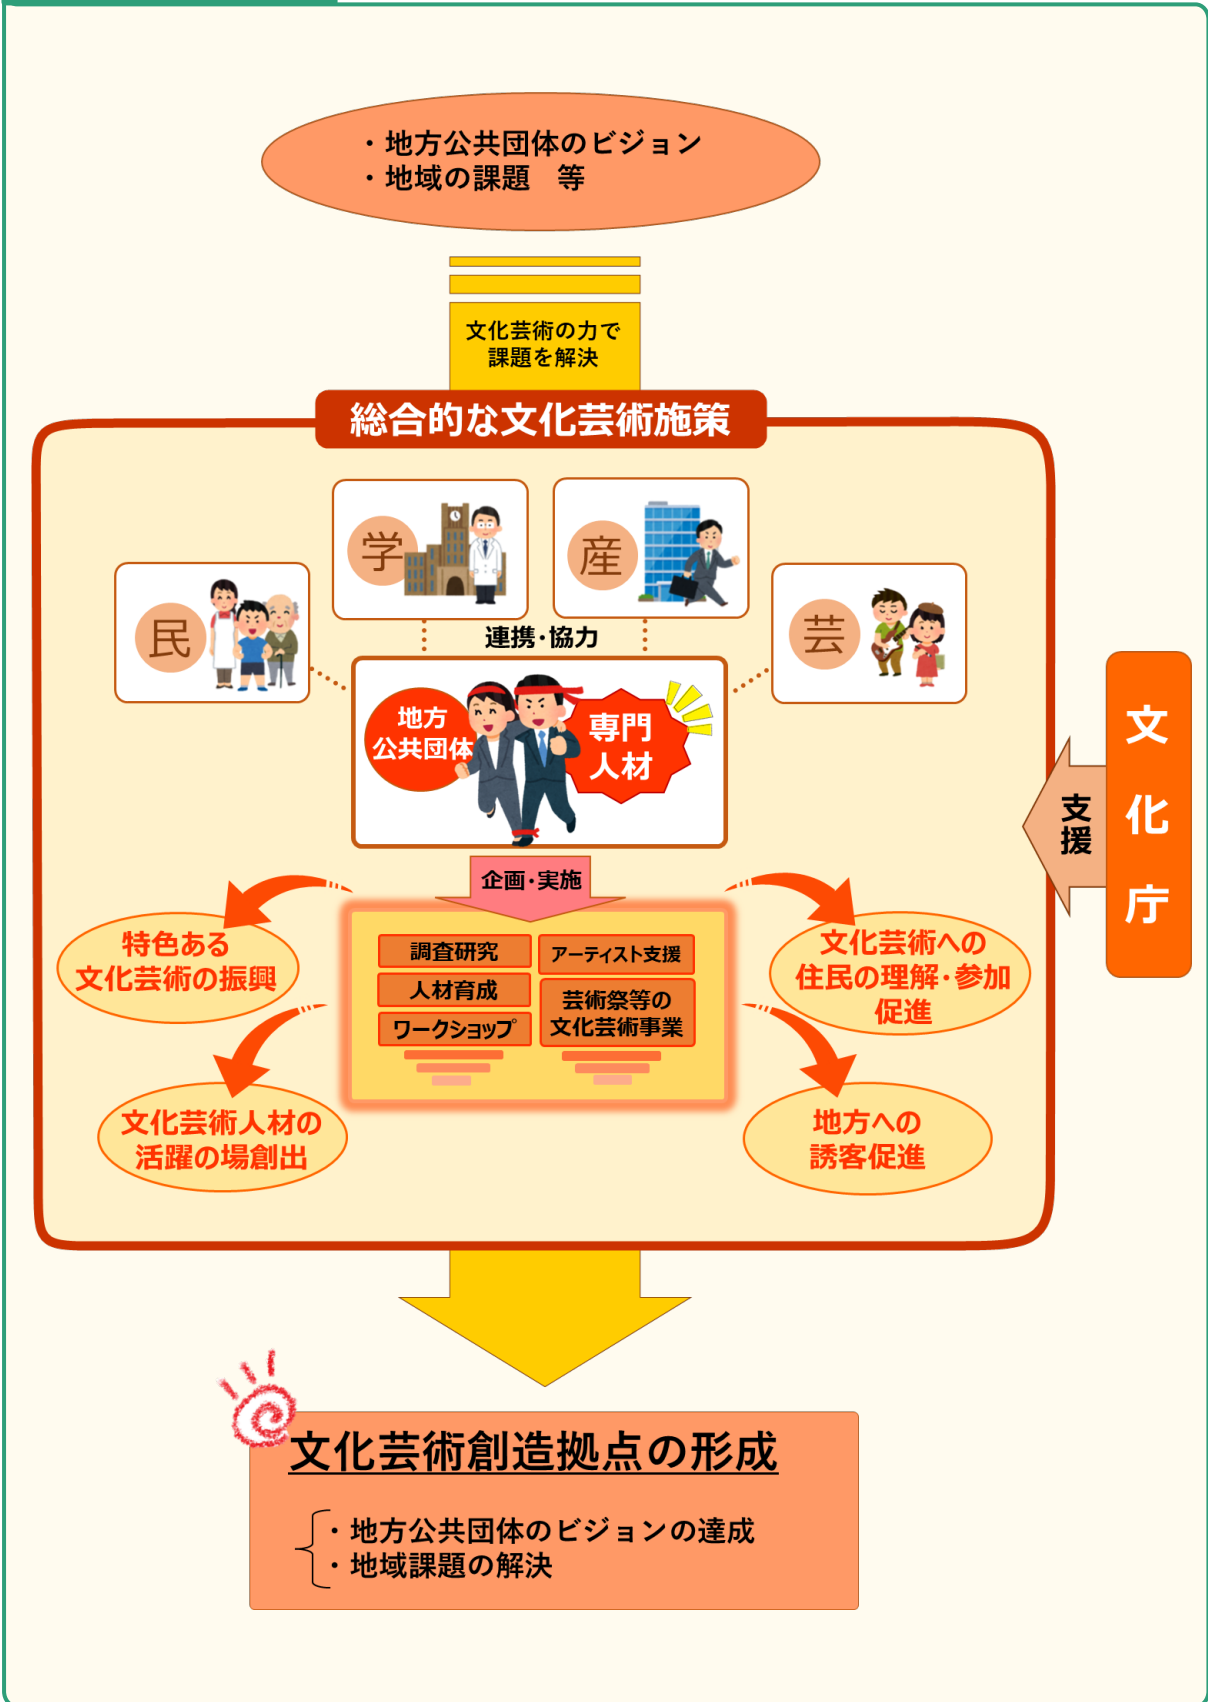 ・地方公共団体のビジョン
・地域の課題　等
文化芸術の力で
課題を解決
総合的な文化芸術施策
学
産
民
芸
連携・協力
地方
公共団体
専門
人材
文化庁
支援
企画・実施
特色ある
文化芸術の振興
調査研究
人材育成
ワークショップ
アーティスト支援
芸術祭等の
文化芸術事業
文化芸術への
住民の理解・参加
促進
文化芸術人材の
活躍の場創出
地方への
誘客促進
文化芸術創造拠点の形成
・地方公共団体のビジョンの達成
・地域課題の解決